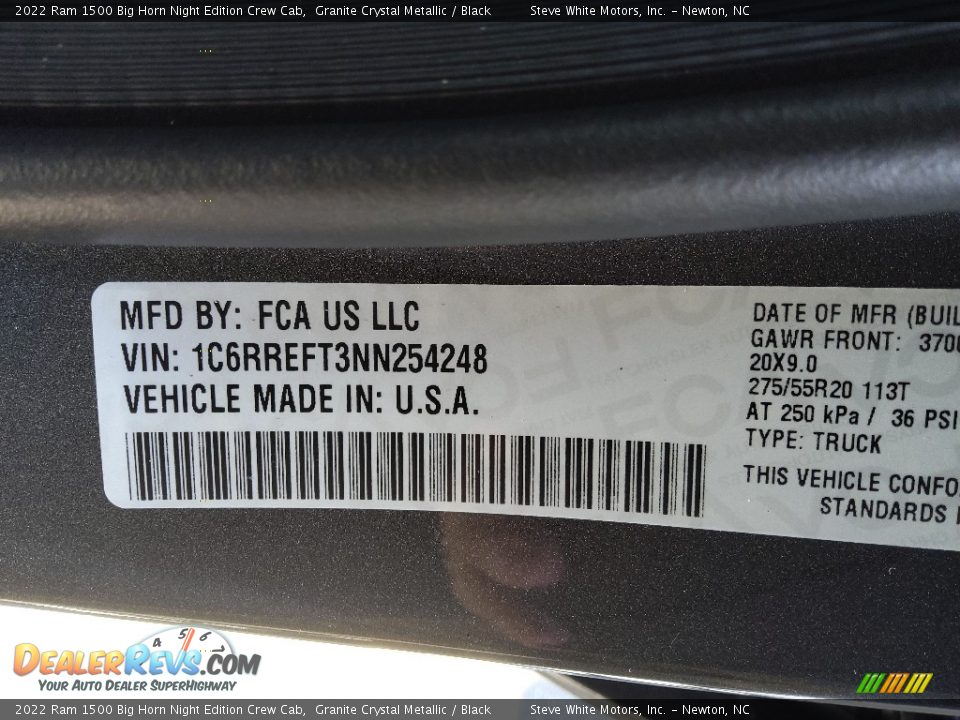 2022 Ram 1500 Big Horn Night Edition Crew Cab, Granite Crystal Metallic / Black Steve White Motors, Inc. - Newton, NC
MFD BY: FCA US LLC
VIN: 1C6RREFT3NN254248
VEHICLE MADE IN: U.S.A.
DATE OF MFR (BUIL
GAWR FRONT: 370
20X9.0
275/55R20 113T
AT 250 kPa / 36 PSI
TYPE: TRUCK
THIS VEHICLE CONFO
STANDARDS
4 5 6 7
DEALERREVS.COM
YOUR AUTO DEALER SUPERHIGHWAY
2022 Ram 1500 Big Horn Night Edition Crew Cab, Granite Crystal Metallic / Black Steve White Motors, Inc. - Newton, NC